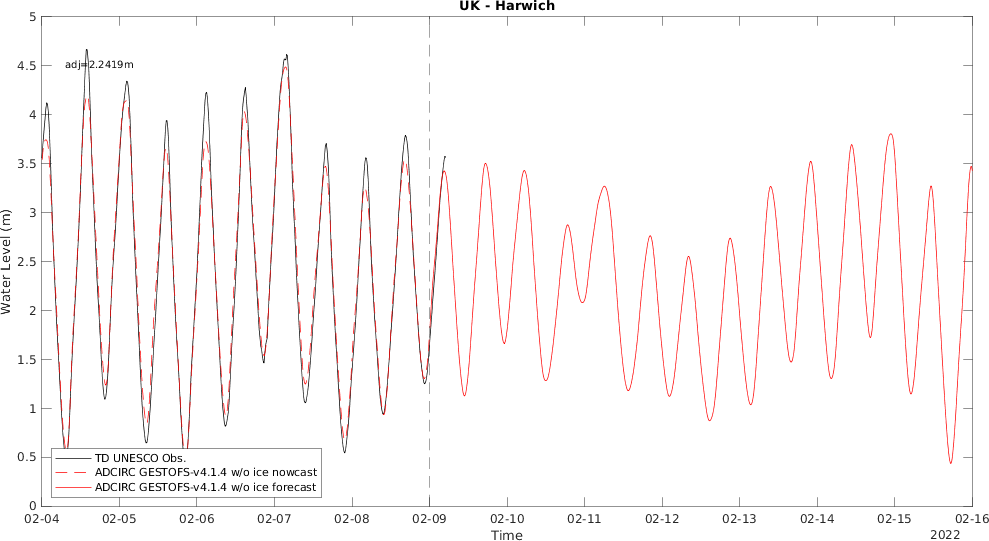 UK - Harwich
5
4.5
4
3.5
3
2.5
2
1.5
1
0.5
0
Water Level (m)
adj=2.2419m
TD UNESCO Obs.
ADCIRC GESTOFS-v4.1.4 w/o ice nowcast
ADCIRC GESTOFS-v4.1.4 w/o ice forecast
02-04 02-05 02-06 02-07 02-08 02-09 02-10 02-11 02-12 02-13 02-14 02-15 02-16
Time
2022